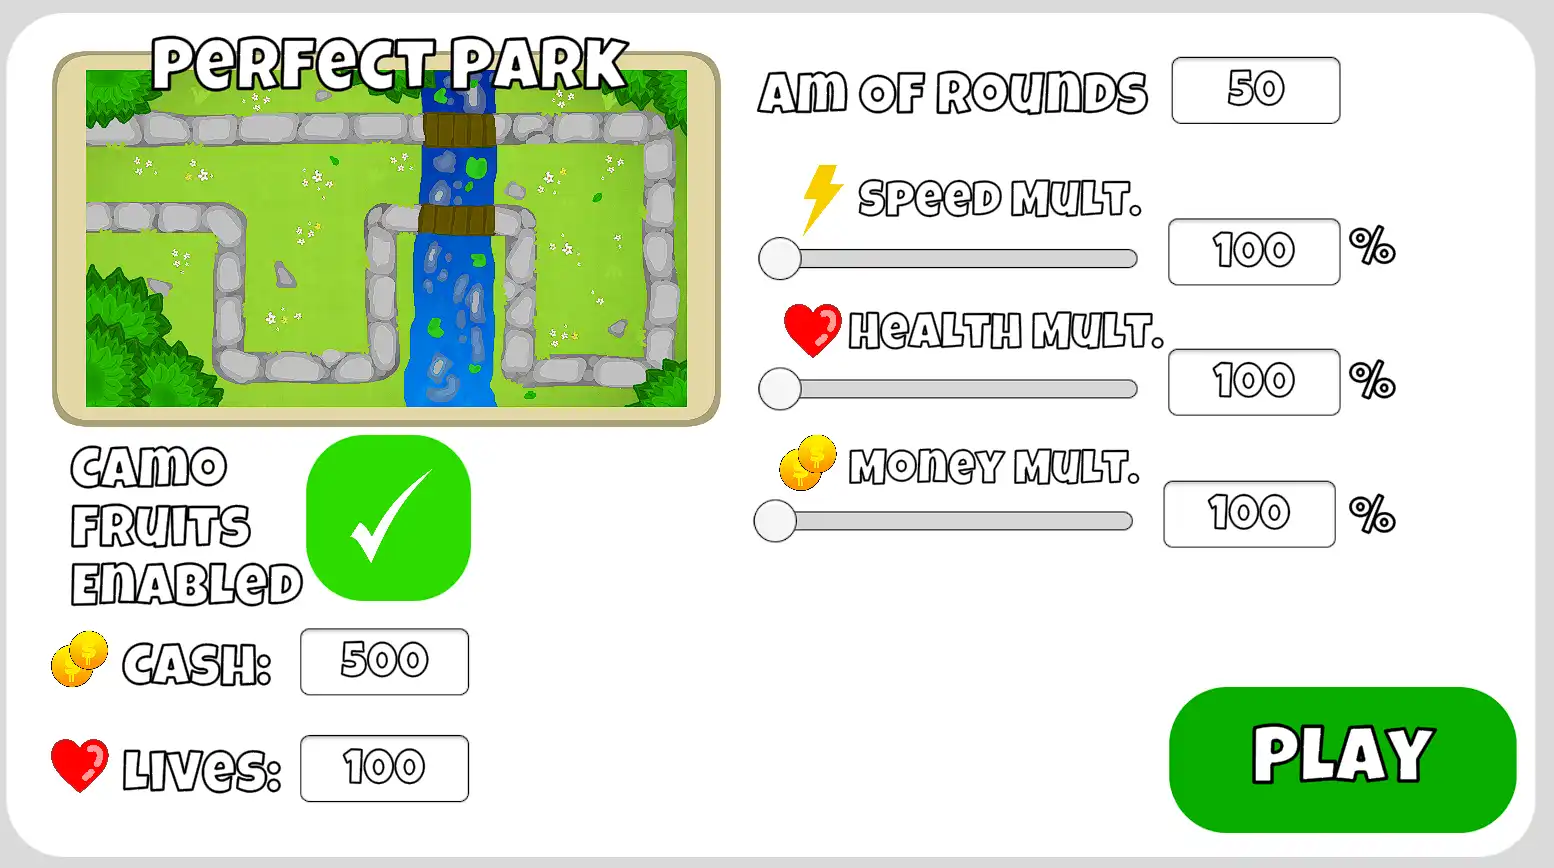 PERFECT PARK
AM OF ROUNDS 50
SPEED MULT.
100 %
HEALTH MULT.
100 %
MONEY MULT.
100 %
CAMO
FRUITS
ENABLED
CASH: 500
LIVES: 100
PLAY